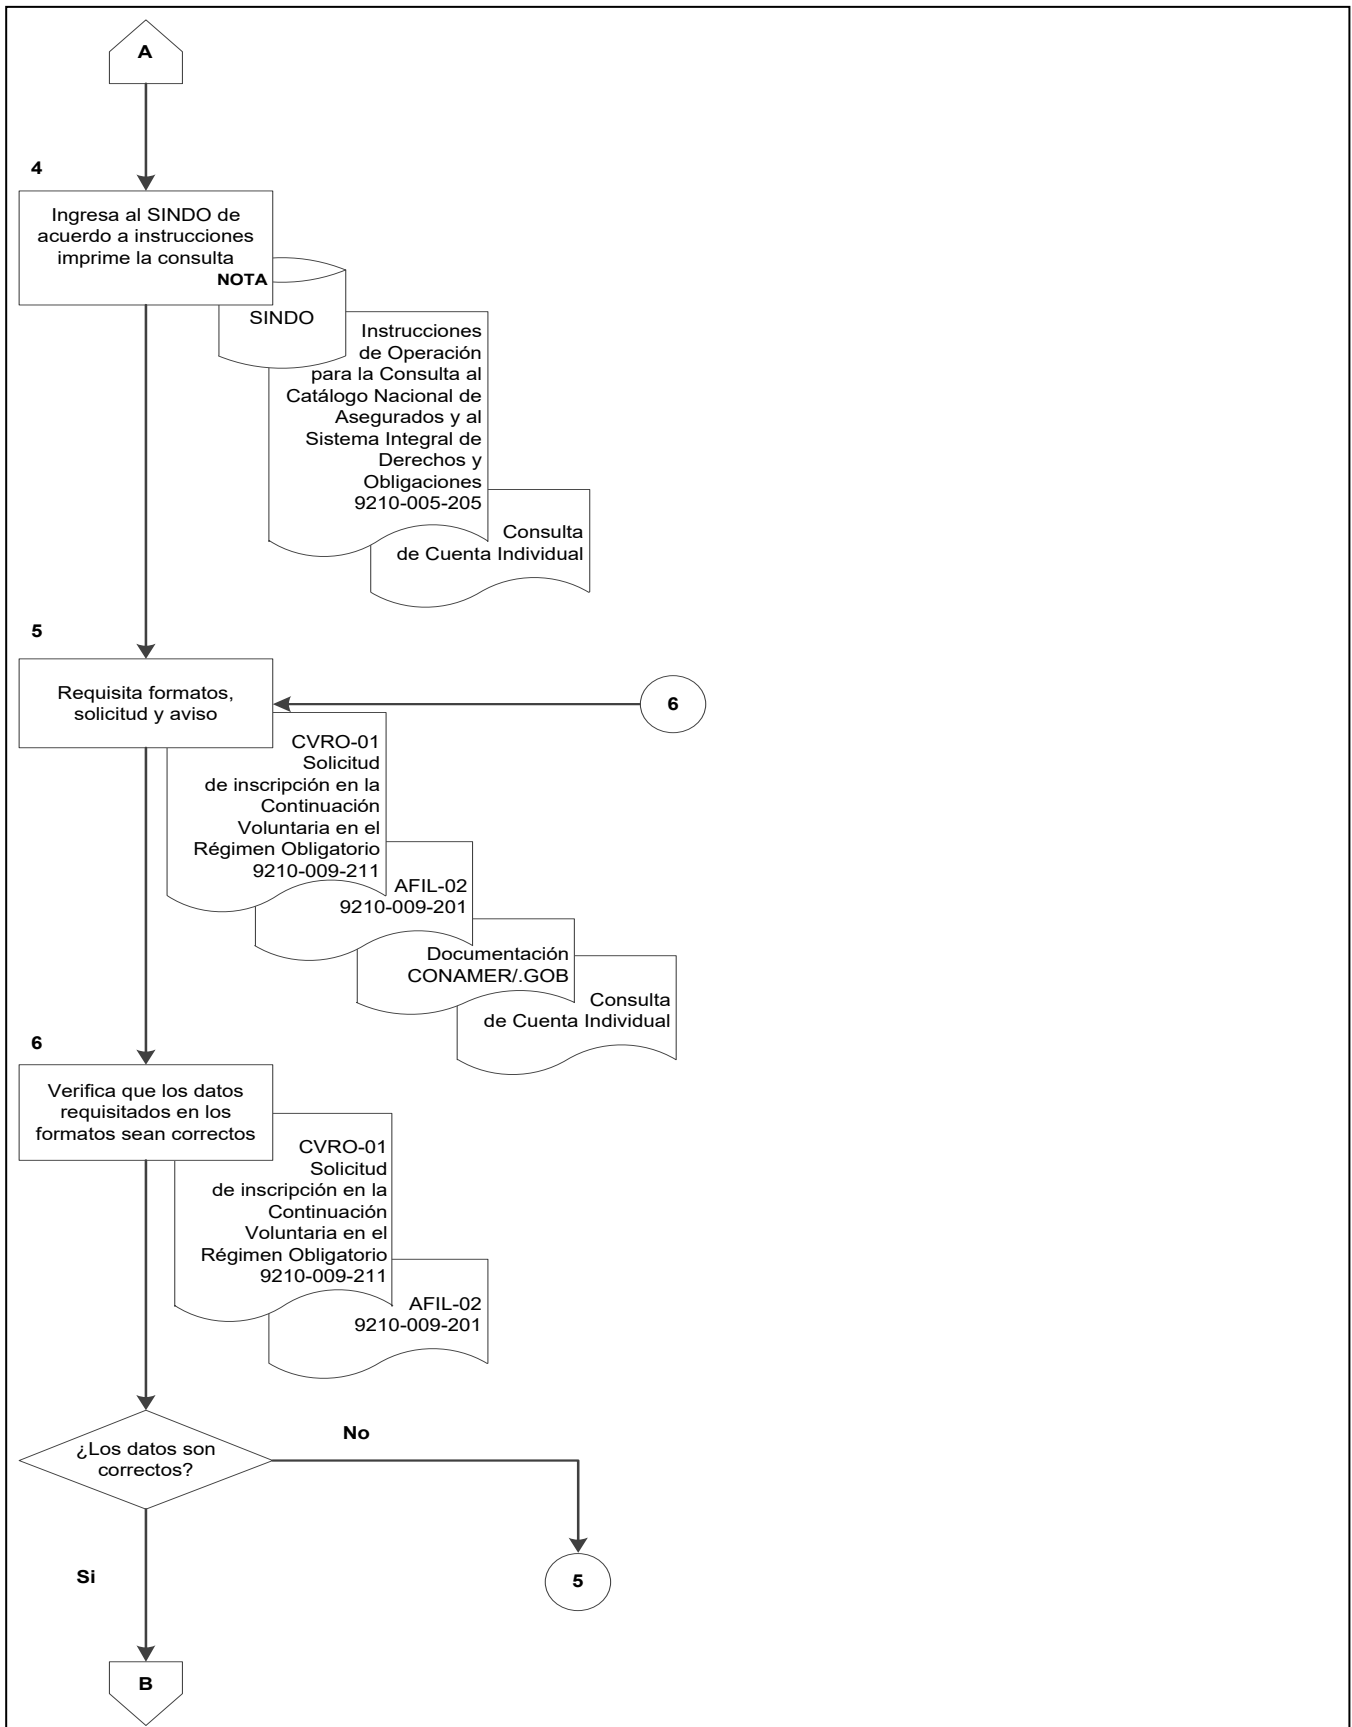 A
4
Ingresa al SINDO de
acuerdo a instrucciones
imprime la consulta
NOTA
SINDO
Instrucciones
de Operación
para la Consulta al
Catálogo Nacional de
Asegurados y al
Sistema Integral de
Derechos y
Obligaciones
9210-005-205
Consulta
de Cuenta Individual
5
Requisita formatos,
solicitud y aviso
6
CVRO-01
Solicitud
de inscripción en la
Continuación
Voluntaria en el
Régimen Obligatorio
9210-009-211
AFIL-02
9210-009-201
Documentación
CONAMER/.GOB
Consulta
de Cuenta Individual
6
Verifica que los datos
requisitados en los
formatos sean correctos
CVRO-01
Solicitud
de inscripción en la
Continuación
Voluntaria en el
Régimen Obligatorio
9210-009-211
AFIL-02
9210-009-201
¿Los datos son
correctos?
No
Si
5
B